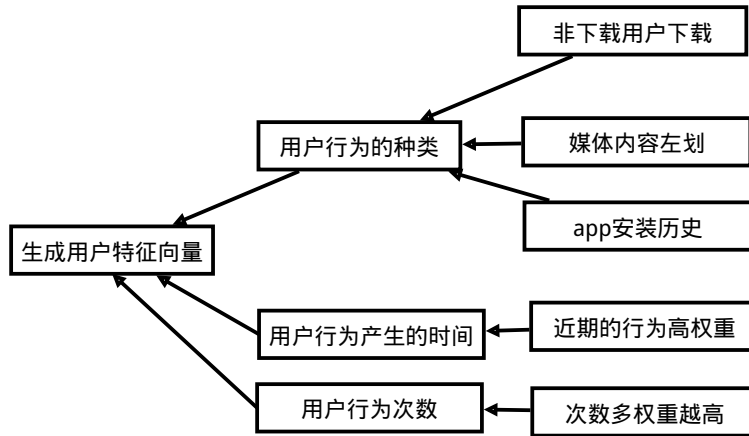 非下载用户下载
用户行为的种类
媒体内容左划
app安装历史
生成用户特征向量
用户行为产生的时间
近期的行为高权重
用户行为次数
次数多权重越高